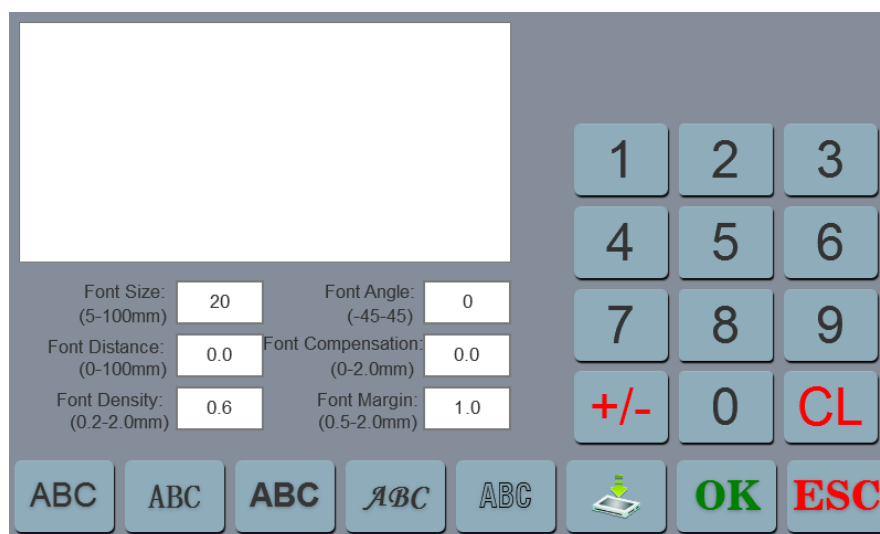 1 2 3
4 5 6
Font Size: 20 Font Angle: 0
(5-100mm) (-45-45)
7 8 9
Font Distance: 0.0 Font Compensation: 0.0
(0-100mm) (0-2.0mm)
Font Density: 0.6 Font Margin: 1.0
(0.2-2.0mm) (0.5-2.0mm)
+/- 0 CL
ABC ABC ABC ABC ABC OK ESC